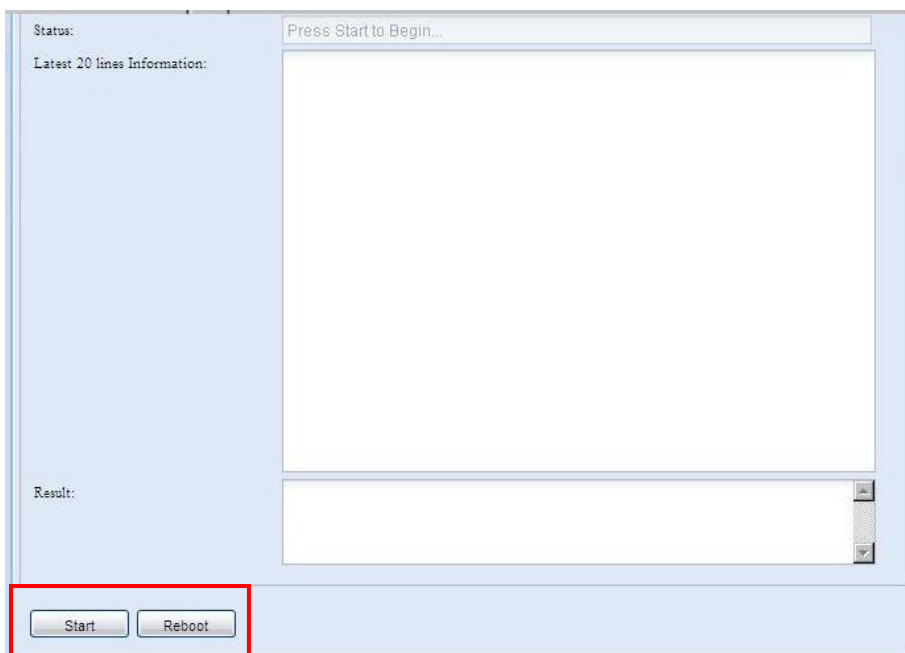 Status:
Press Start to Begin...
Latest 20 lines Information:
Result:
Start Reboot